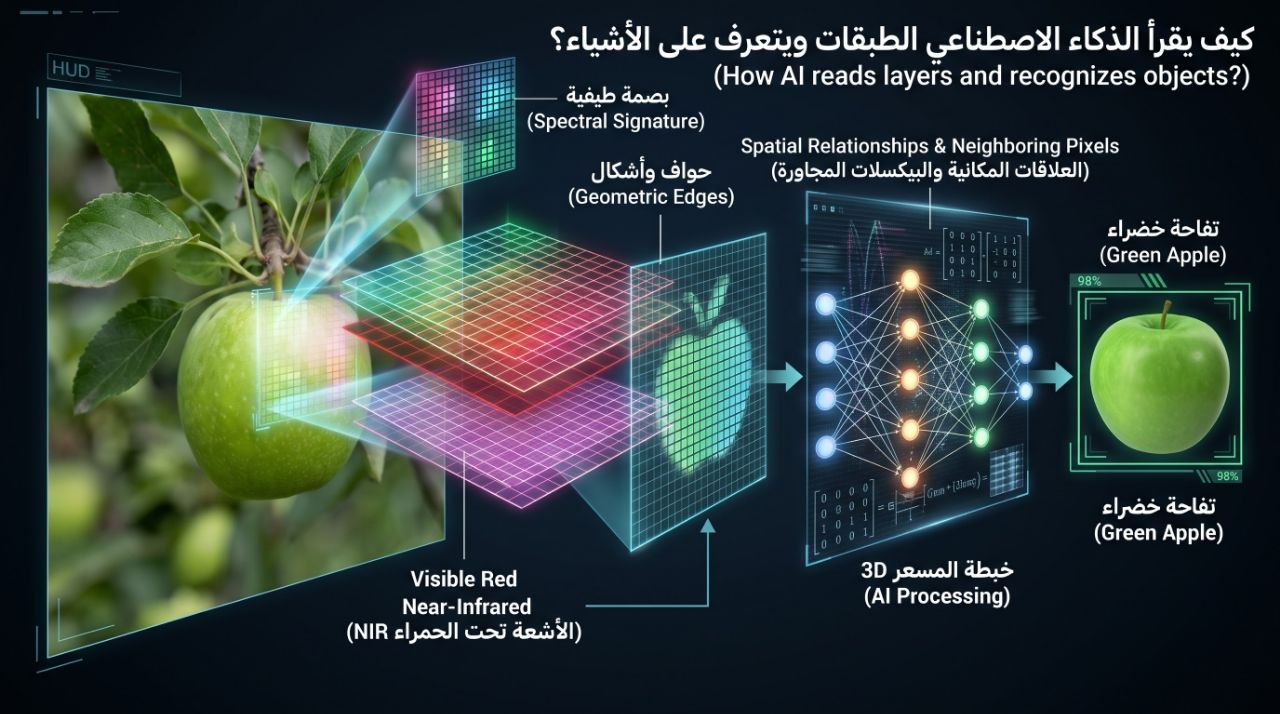 كيف يقرأ الذكاء الاصطناعي الطبقات ويتعرف على الأشياء؟
(How AI reads layers and recognizes objects?)
HUD
بصمة طيفية
(Spectral Signature)
حواف وأشكال
(Geometric Edges)
Spatial Relationships & Neighboring Pixels
(العلاقات المكانية والبيكسلات المجاورة)
تفاحة خضراء
(Green Apple)
98%
98%
تفاحة خضراء
(Green Apple)
خبطة المسعر 3D
(AI Processing)
Visible Red
Near-Infrared
(الأشعة تحت الحمراء NIR)